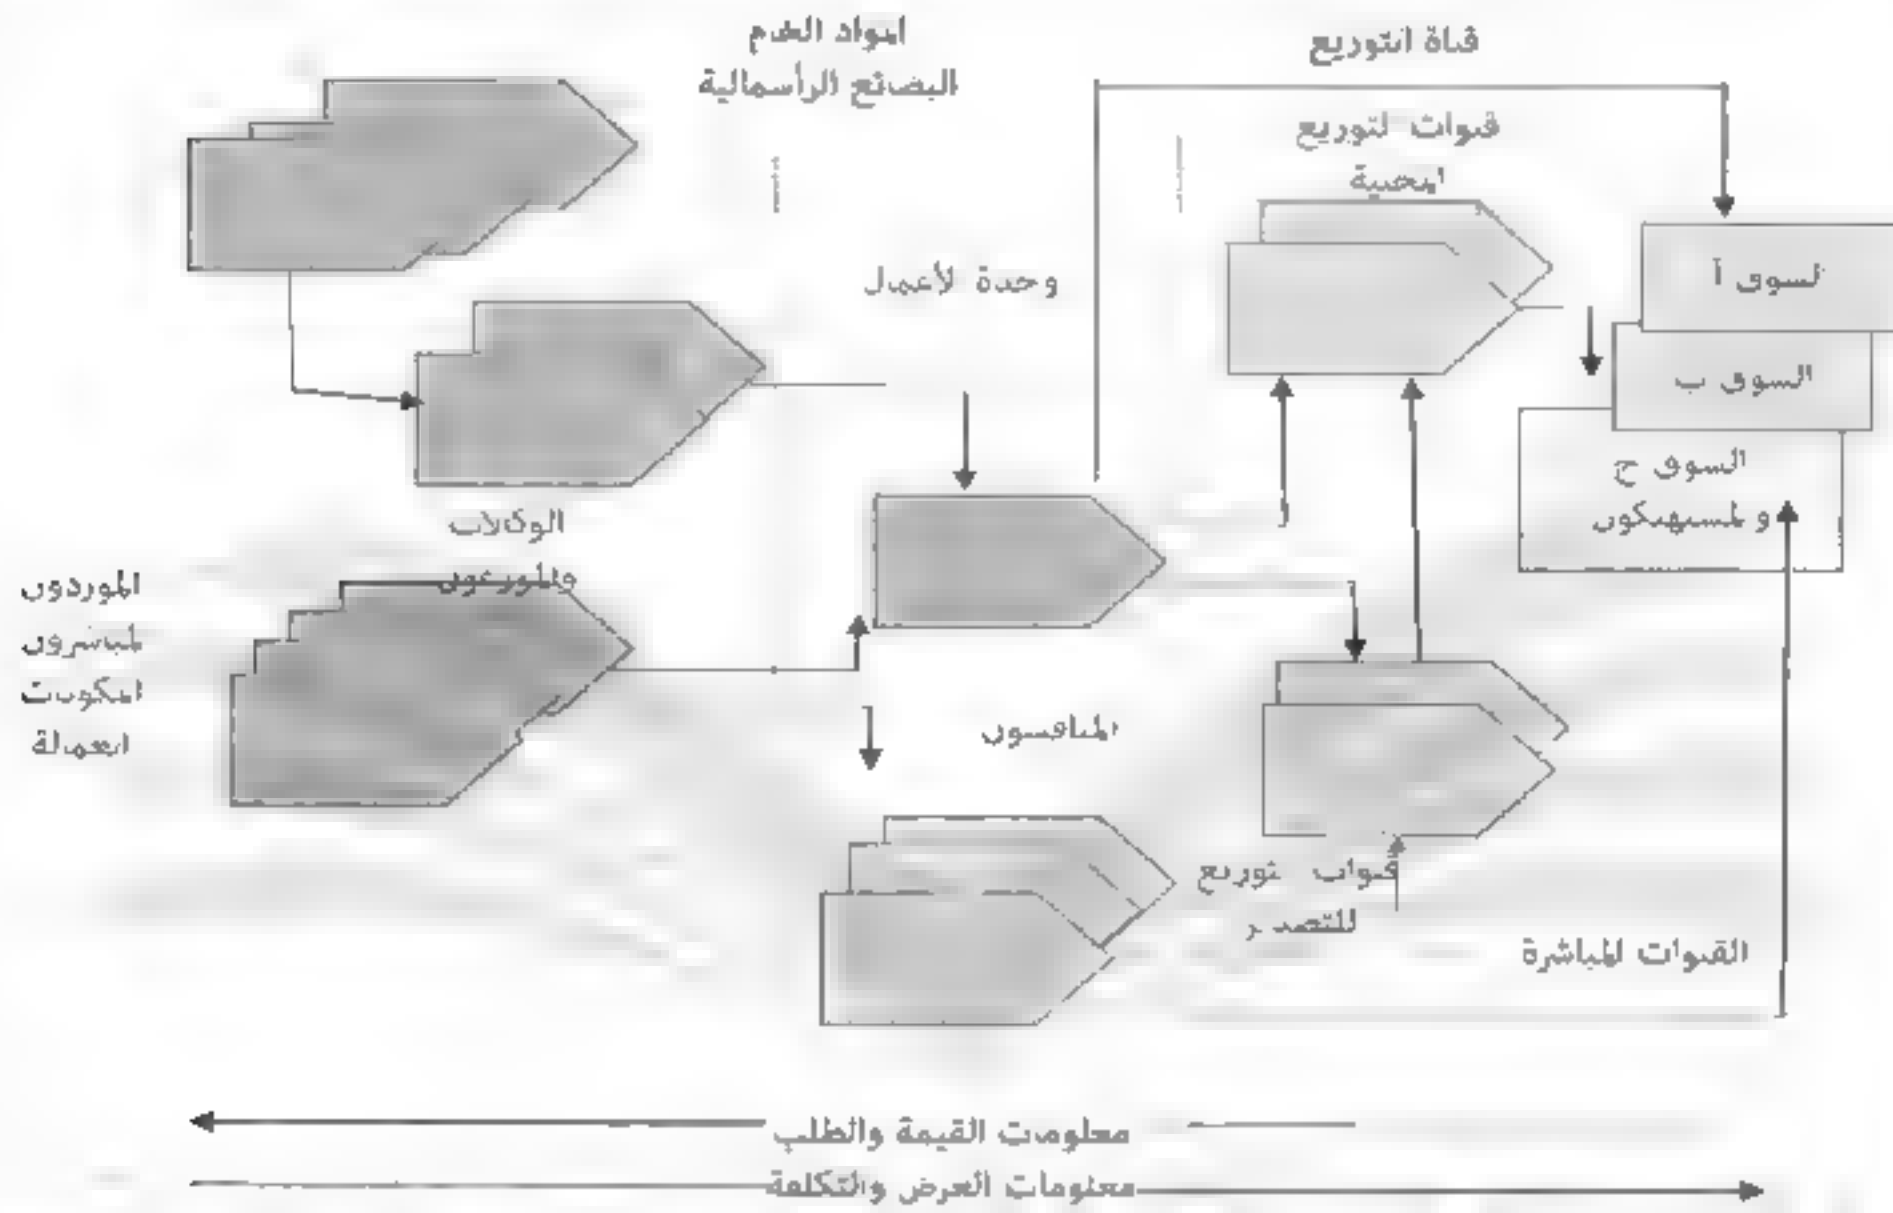 المواد الخام
البضائع الرأسمالية
قناة التوزيع
قنوات التوزيع
المحلية
وحدة الأعمال
السوق أ
السوق ب
السوق ج
والمستهلكون
الوكالات
والموزعون
الموردون
المباشرون
المكونات
العمالة
المنافسون
قنوات توزيع
للتصدير
القنوات المباشرة
معلومات القيمة والطلب
معلومات العرض والتكلفة